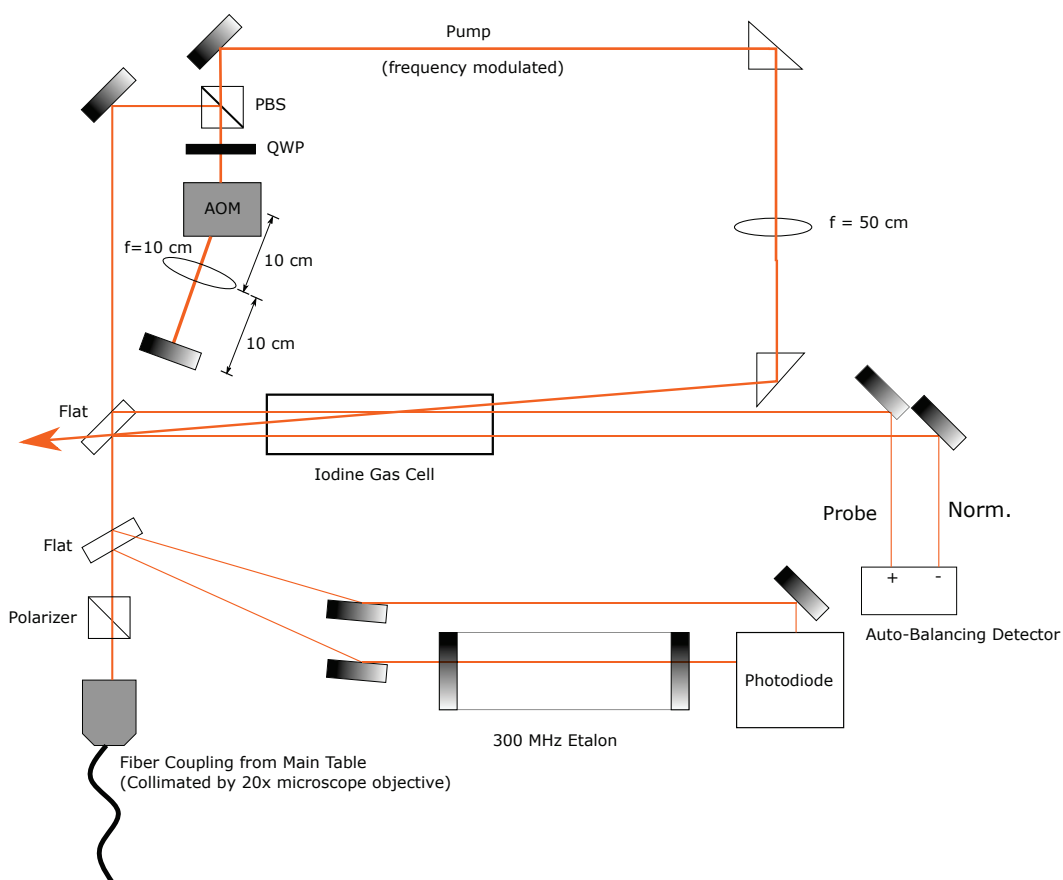 Pump
(frequency modulated)
PBS
QWP
AOM
f=10 cm
10 cm
10 cm
f = 50 cm
Flat
Iodine Gas Cell
Probe
Norm.
+ -
Auto-Balancing Detector
Flat
Polarizer
Photodiode
300 MHz Etalon
Fiber Coupling from Main Table
(Collimated by 20x microscope objective)